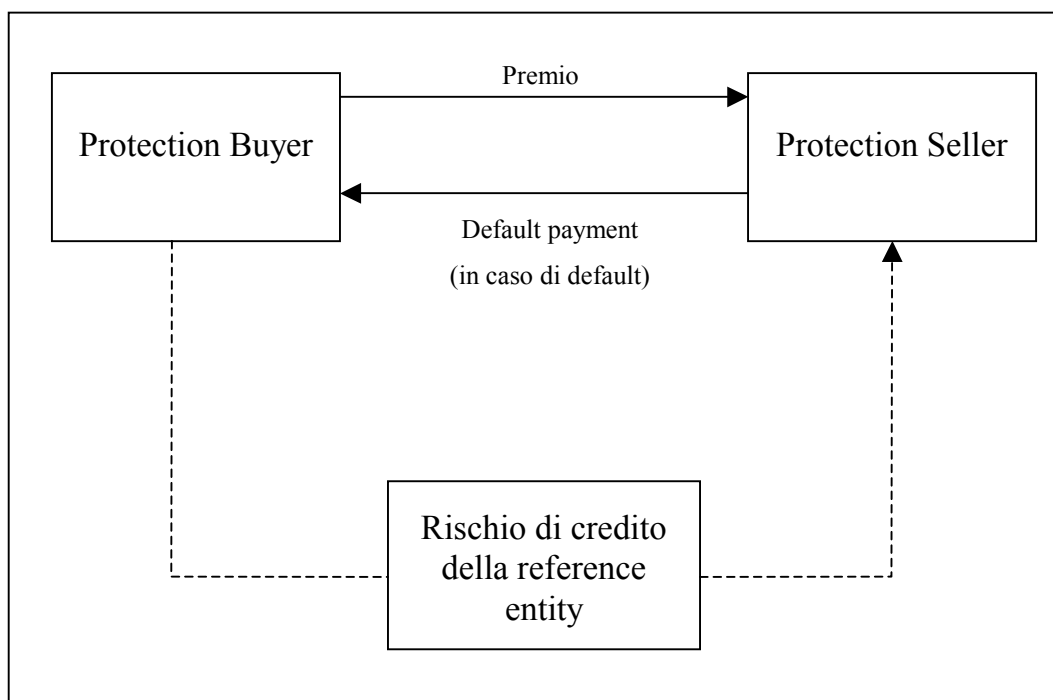 Premio
Protection Buyer
Protection Seller
Default payment
(in caso di default)
Rischio di credito
della reference
entity